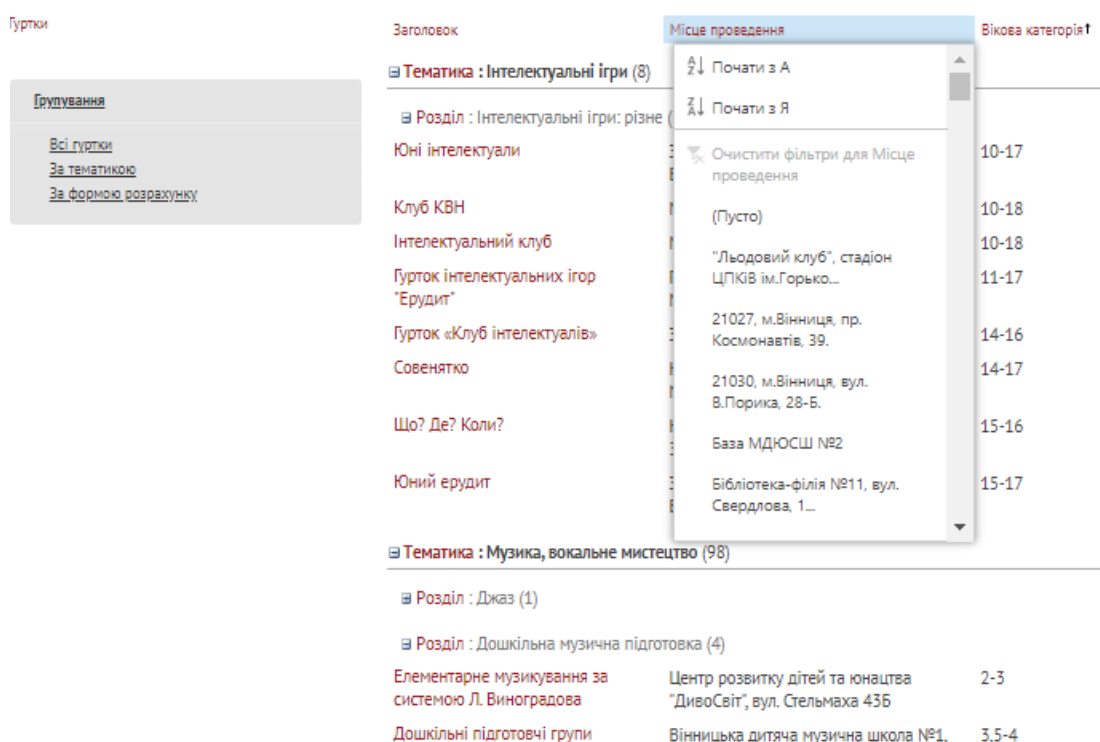 Гуртки
Групування
Всі гуртки
За тематикою
За формою розрахунку
Заголовок
Місце проведення
Вікова категорія↑
Тематика : Інтелектуальні ігри (8)
Розділ : Інтелектуальні ігри: різне (
Юні інтелектуали
10-17
Клуб КВН
10-18
Інтелектуальний клуб
10-18
Гурток інтелектуальних ігор
"Ерудит"
11-17
Гурток «Клуб інтелектуалів»
14-16
Совенятко
14-17
Що? Де? Коли?
15-16
Юний ерудит
15-17
Почати з А
Почати з Я
Очистити фільтри для Місце
проведення
(Пусто)
"Льодовий клуб", стадіон
ЦПКіВ ім.Горько...
21027, м.Вінниця, пр.
Космонавтів, 39.
21030, м.Вінниця, вул.
В.Порика, 28-Б.
База МДЮСШ №2
Бібліотека-філія №11, вул.
Свердлова, 1...
Тематика : Музика, вокальне мистецтво (98)
Розділ : Джаз (1)
Розділ : Дошкільна музична підготовка (4)
Елементарне музикування за
системою Л. Виноградова
Центр розвитку дітей та юнацтва
"ДивоСвіт", вул. Стельмаха 43Б
2-3
Дошкільні підготовчі групи
Вінницька дитяча музична школа №1,
3,5-4